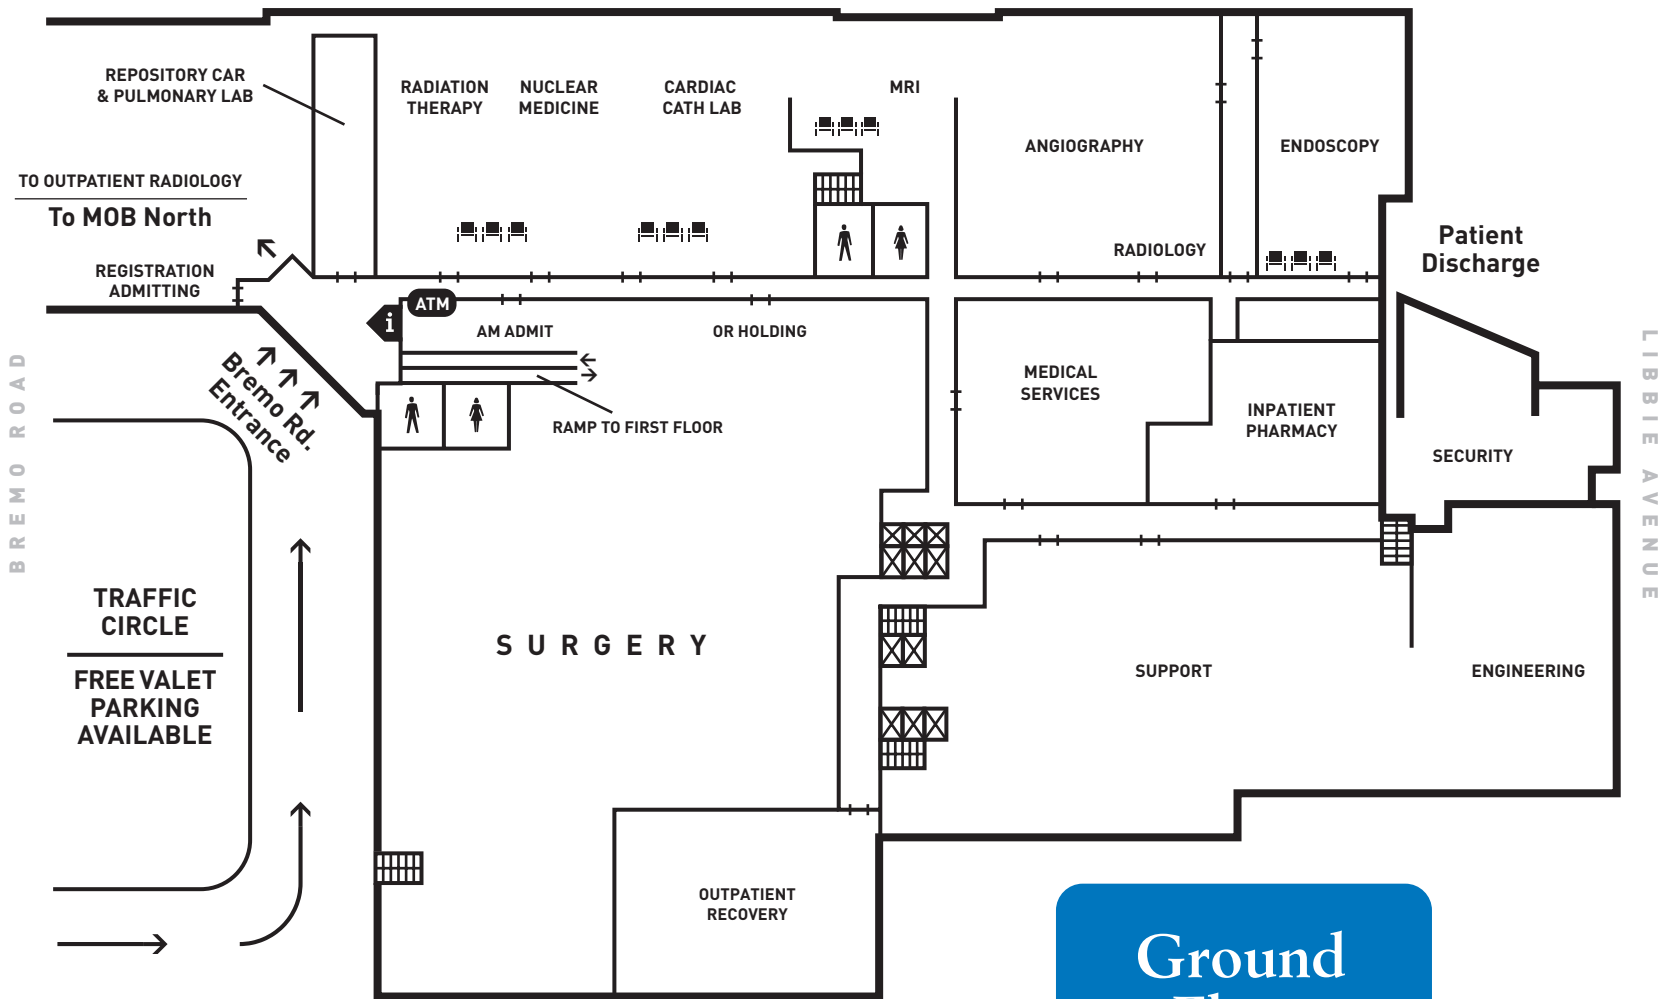 REPOSITORY CAR
& PULMONARY LAB
RADIATION
THERAPY
NUCLEAR
MEDICINE
CARDIAC
CATH LAB
MRI
ANGIOGRAPHY
ENDOSCOPY
TO OUTPATIENT RADIOLOGY
To MOB North
REGISTRATION
ADMITTING
RADIOLOGY
Patient
Discharge
ATM
i
AM ADMIT
OR HOLDING
RAMP TO FIRST FLOOR
MEDICAL
SERVICES
INPATIENT
PHARMACY
SECURITY
Bremo Rd.
Entrance
BREMO ROAD
LIBBIE AVENUE
TRAFFIC
CIRCLE
FREE VALET
PARKING
AVAILABLE
SURGERY
SUPPORT
ENGINEERING
OUTPATIENT
RECOVERY
Ground